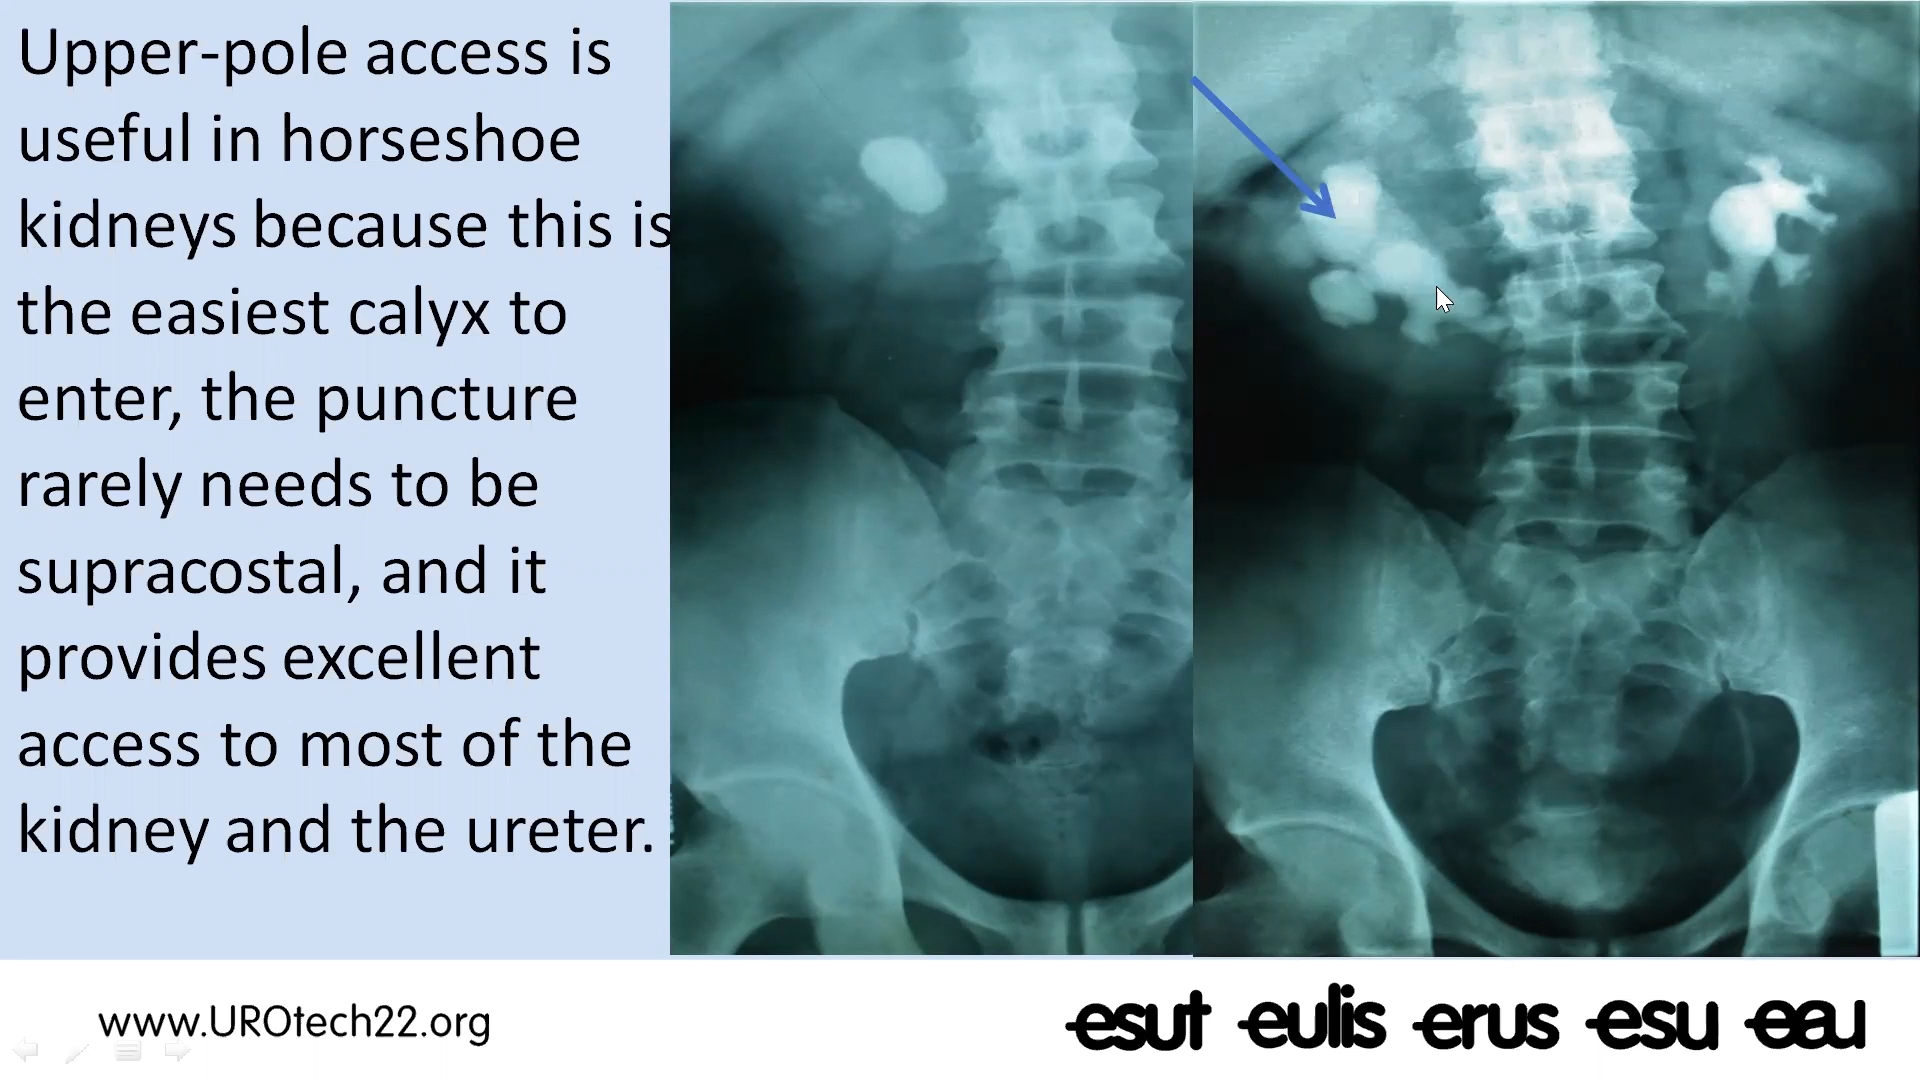 Upper-pole access is
useful in horseshoe
kidneys because this is
the easiest calyx to
enter, the puncture
rarely needs to be
supracostal, and it
provides excellent
access to most of the
kidney and the ureter.
www.UROtech22.org
esut eulis erus esu eau